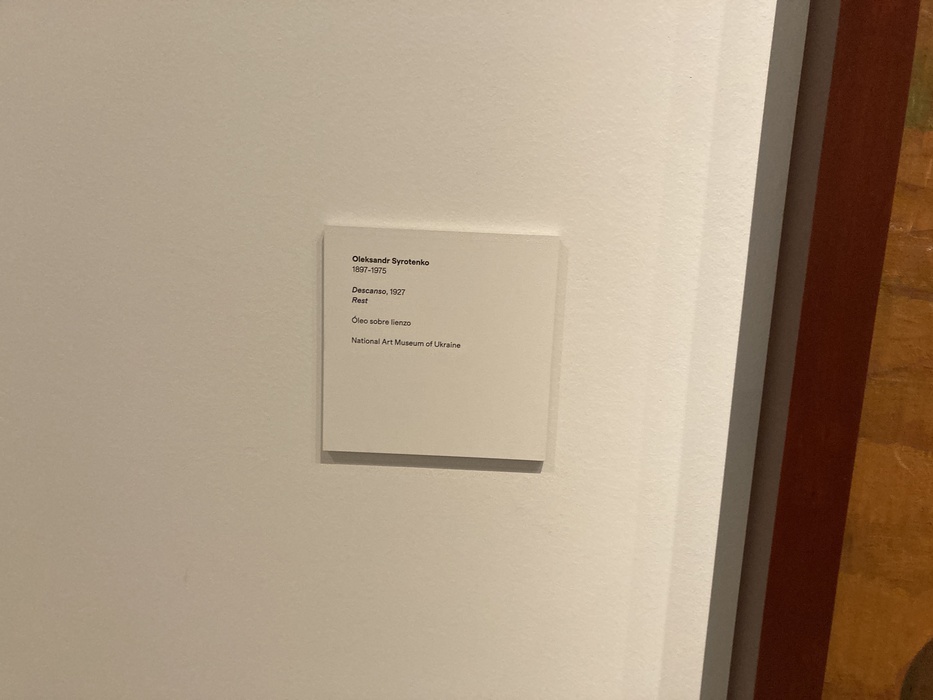 Oleksandr Syrotenko
1897-1975
Descanso, 1927
Rest
Óleo sobre lienzo
National Art Museum of Ukraine